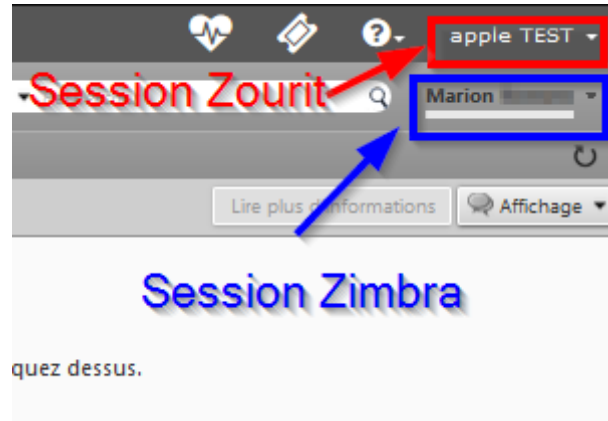 apple TEST
Session Zourit
Marion
Lire plus d'informations
Affichage
Session Zimbra
quez dessus.